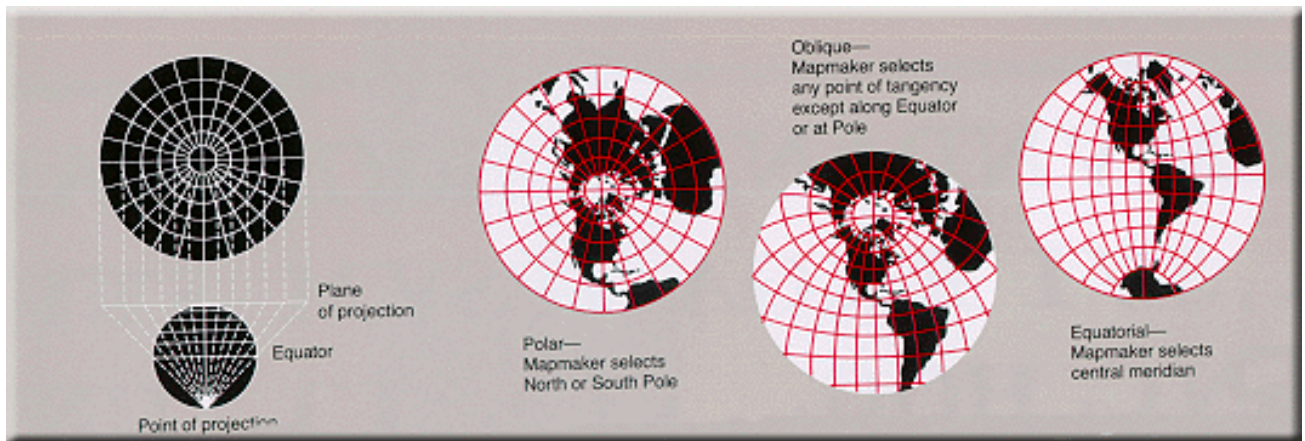 Plane
of projection
Equator
Point of projection
Polar—
Mapmaker selects
North or South Pole
Oblique—
Mapmaker selects
any point of tangency
except along Equator
or at Pole
Equatorial—
Mapmaker selects
central meridian